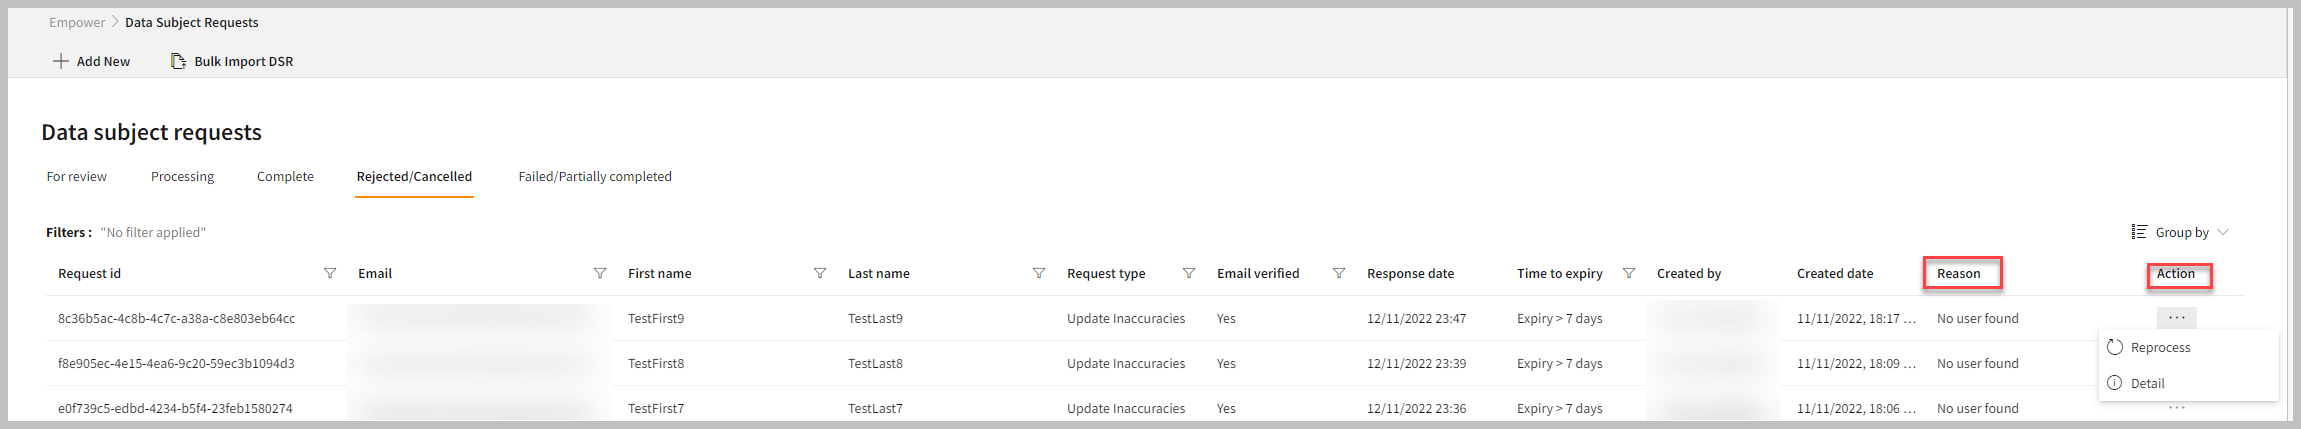 Empower > Data Subject Requests
Add New Bulk Import DSR
Data subject requests
For review Processing Complete Rejected/Cancelled Failed/Partially completed
Filters : "No filter applied" Group by
Request id Email First name Last name Request type Email verified Response date Time to expiry Created by Created date Reason Action
8c36b5ac-4c8b-4c7c-a38a-c8e803eb64cc TestFirst9 TestLast9 Update Inaccuracies Yes 12/11/2022 23:47 Expiry > 7 days 11/11/2022, 18:17 ... No user found ...
Reprocess
f8e905ec-4e15-4ea6-9c20-59ec3b1094d3 TestFirst8 TestLast8 Update Inaccuracies Yes 12/11/2022 23:39 Expiry > 7 days 11/11/2022, 18:09 ... No user found
Detail
e0f739c5-edbd-4234-b5f4-23feb1580274 TestFirst7 TestLast7 Update Inaccuracies Yes 12/11/2022 23:36 Expiry > 7 days 11/11/2022, 18:06 ... No user found ...